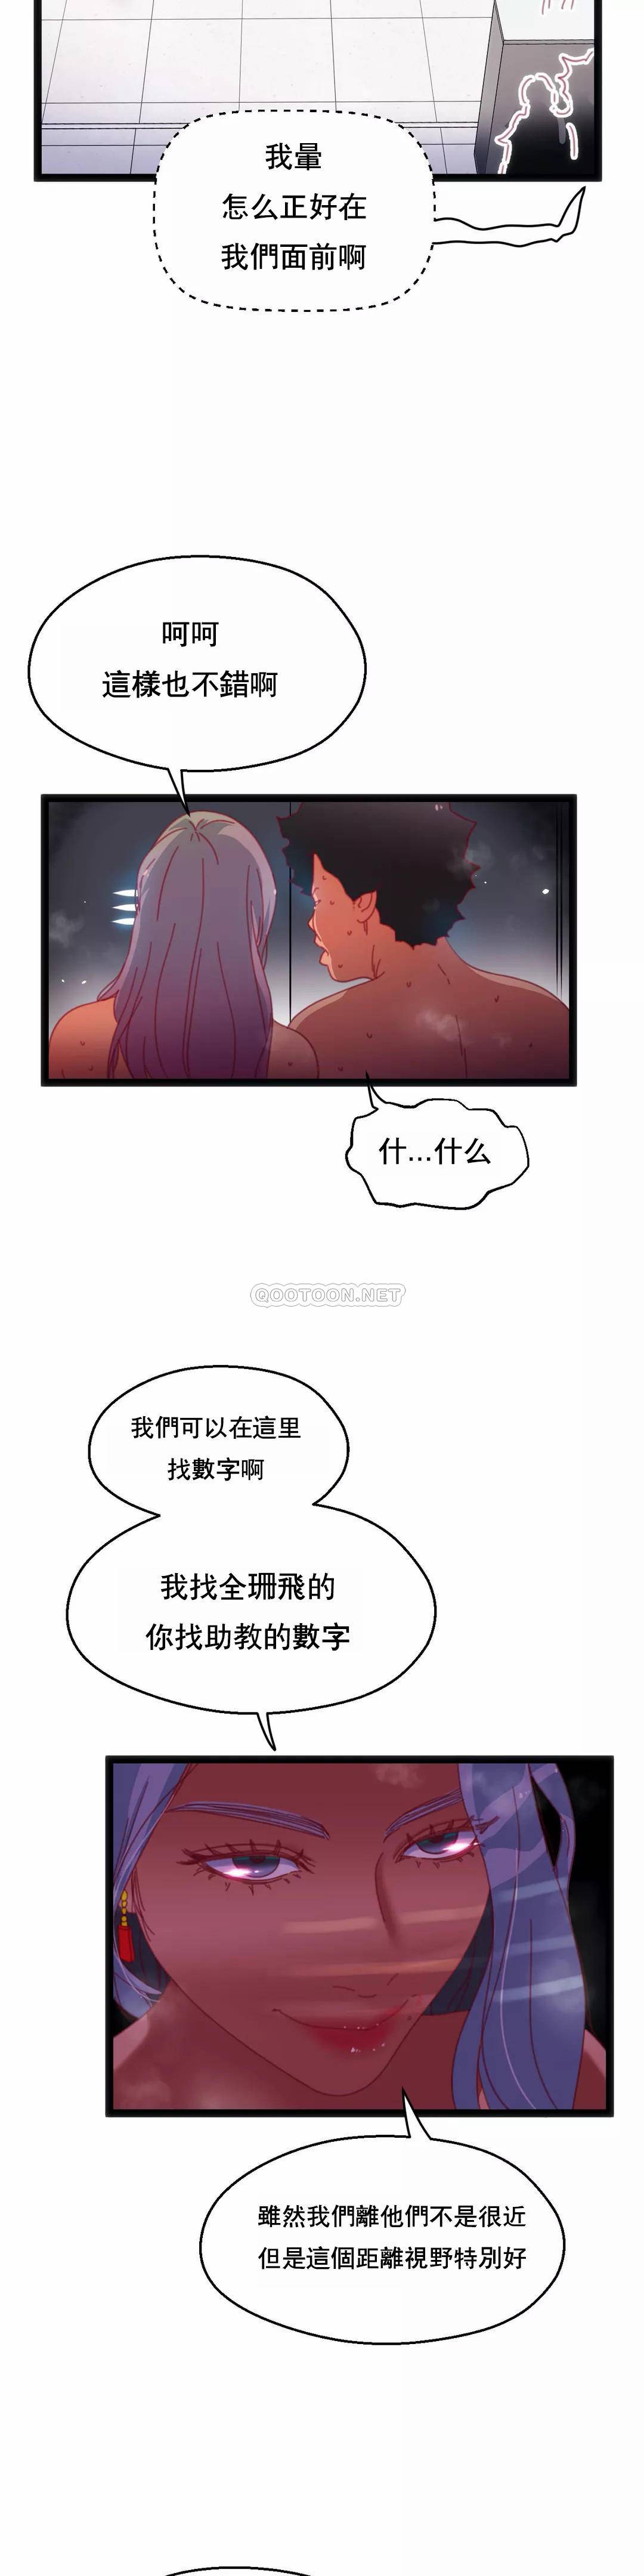 我暈
怎么正好在
我們面前啊
呵呵
這樣也不錯啊
什...什么
QOOTOON.NET
我們可以在這里
找數字啊
我找全珊飛的
你找助教的數字
雖然我們離他們不是很近
但是這個距離視野特別好